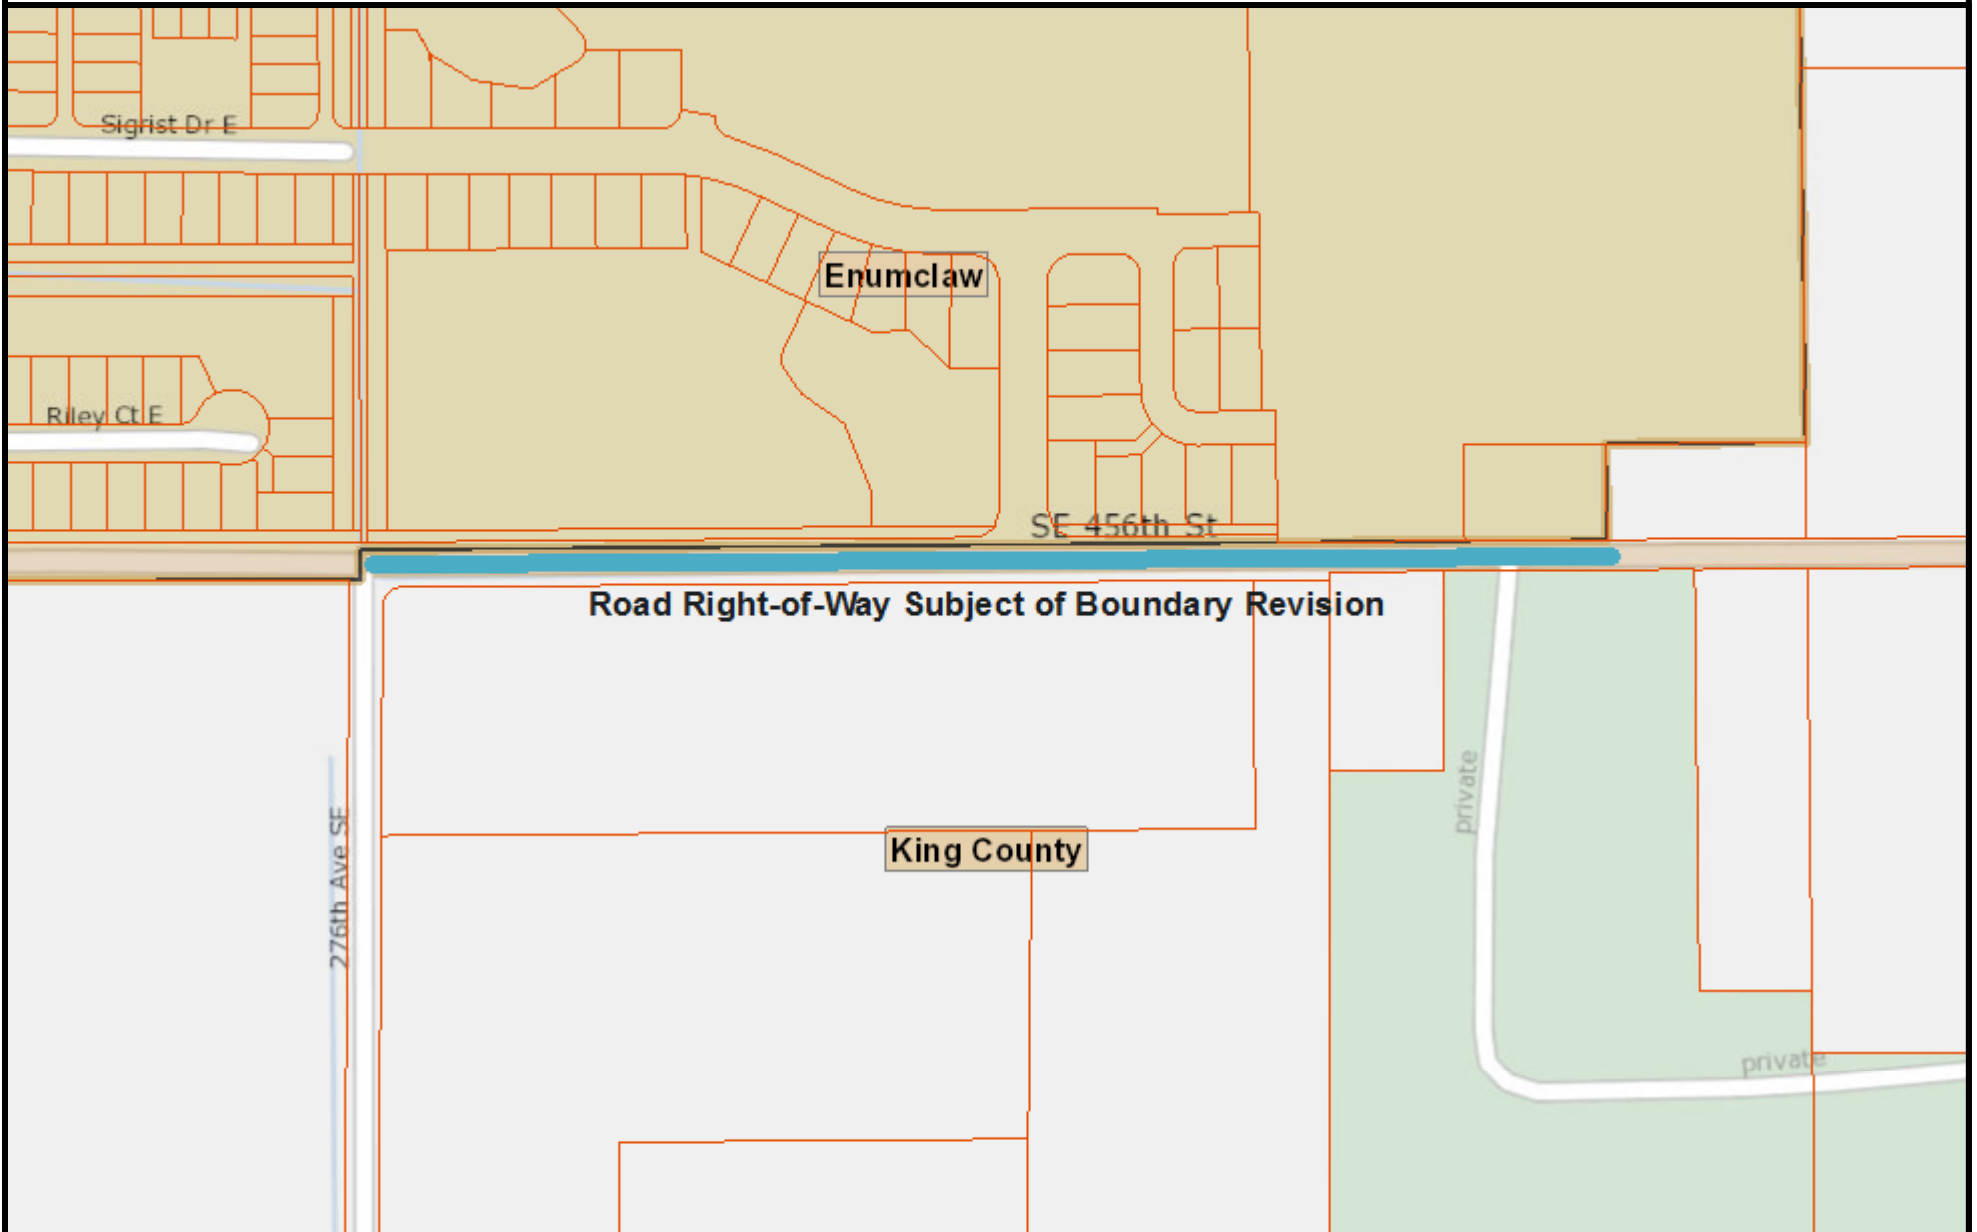 Sigrist Dr E
Enumclaw
Riley Ct E
SE 456th St
Road Right-of-Way Subject of Boundary Revision
276th Ave SE
King County
private
private